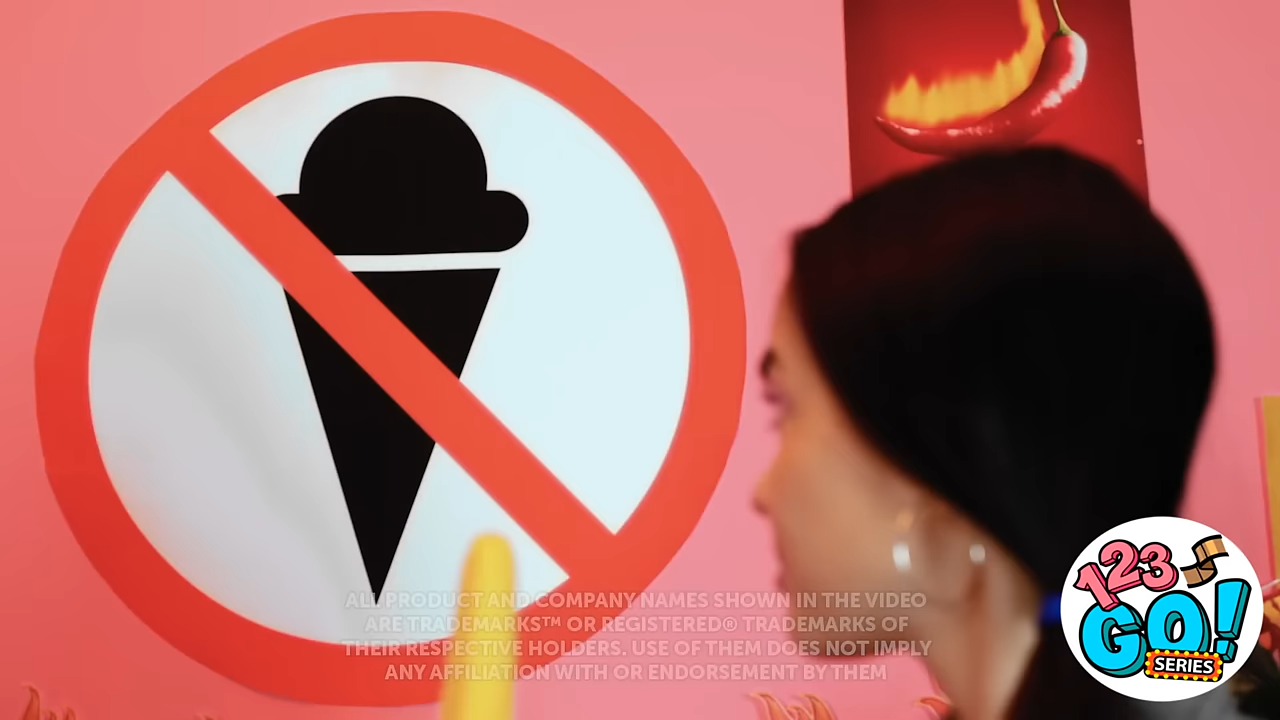 ALL PRODUCT AND COMPANY NAMES SHOWN IN THE VIDEO
ARE TRADEMARKS™ OR REGISTERED® TRADEMARKS OF
THEIR RESPECTIVE HOLDERS. USE OF THEM DOES NOT IMPLY
ANY AFFILIATION WITH OR ENDORSEMENT BY THEM
123
GO!
SERIES